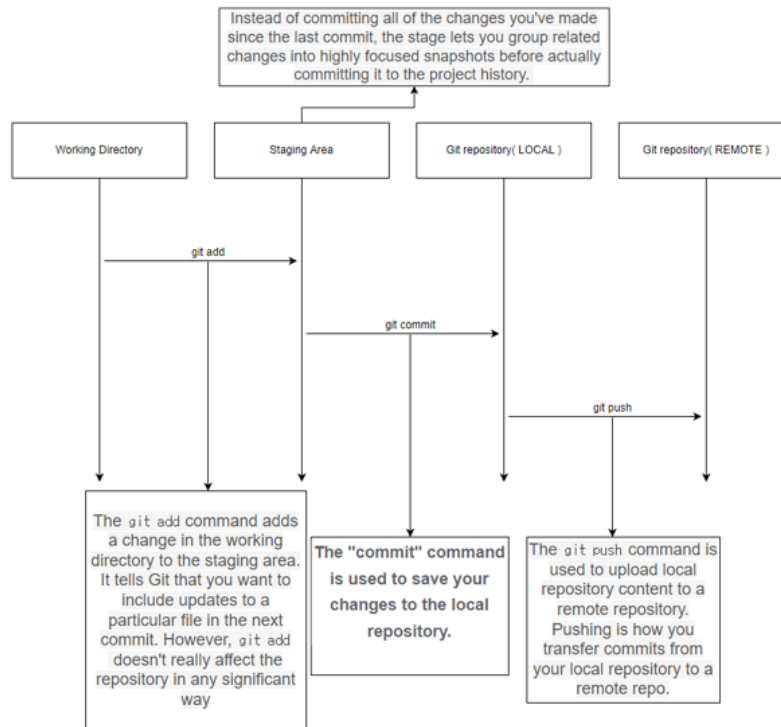 Instead of committing all of the changes you've made
since the last commit, the stage lets you group related
changes into highly focused snapshots before actually
committing it to the project history.
Working Directory
Staging Area
Git repository( LOCAL )
Git repository( REMOTE )
git add
git commit
git push
The git add command adds
a change in the working
directory to the staging area.
It tells Git that you want to
include updates to a
particular file in the next
commit. However, git add
doesn't really affect the
repository in any significant
way
The "commit" command
is used to save your
changes to the local
repository.
The git push command is
used to upload local
repository content to a
remote repository.
Pushing is how you
transfer commits from
your local repository to a
remote repo.